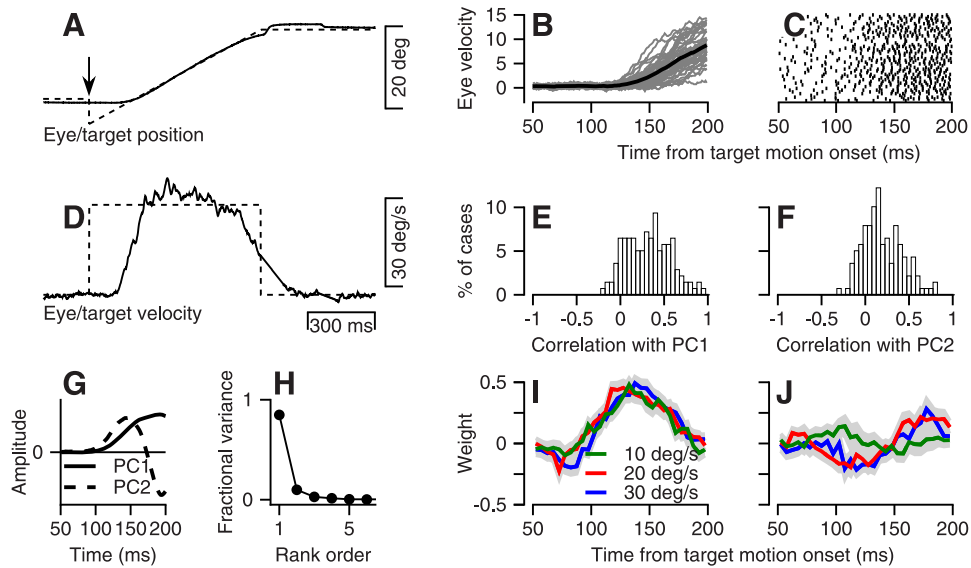 A
20 deg
Eye/target position
B
Eye velocity
15
10
5
0
50
100
150
200
C
50
100
150
200
Time from target motion onset (ms)
D
30 deg/s
Eye/target velocity
300 ms
E
% of cases
10
5
0
-1
-0.5
0
0.5
1
Correlation with PC1
F
-1
-0.5
0
0.5
1
Correlation with PC2
G
Amplitude
0
PC1
PC2
50
100
150
200
Time (ms)
H
Fractional variance
1
0
1
5
Rank order
I
Weight
0.5
0
-0.5
10 deg/s
20 deg/s
30 deg/s
50
100
150
200
J
50
100
150
200
Time from target motion onset (ms)